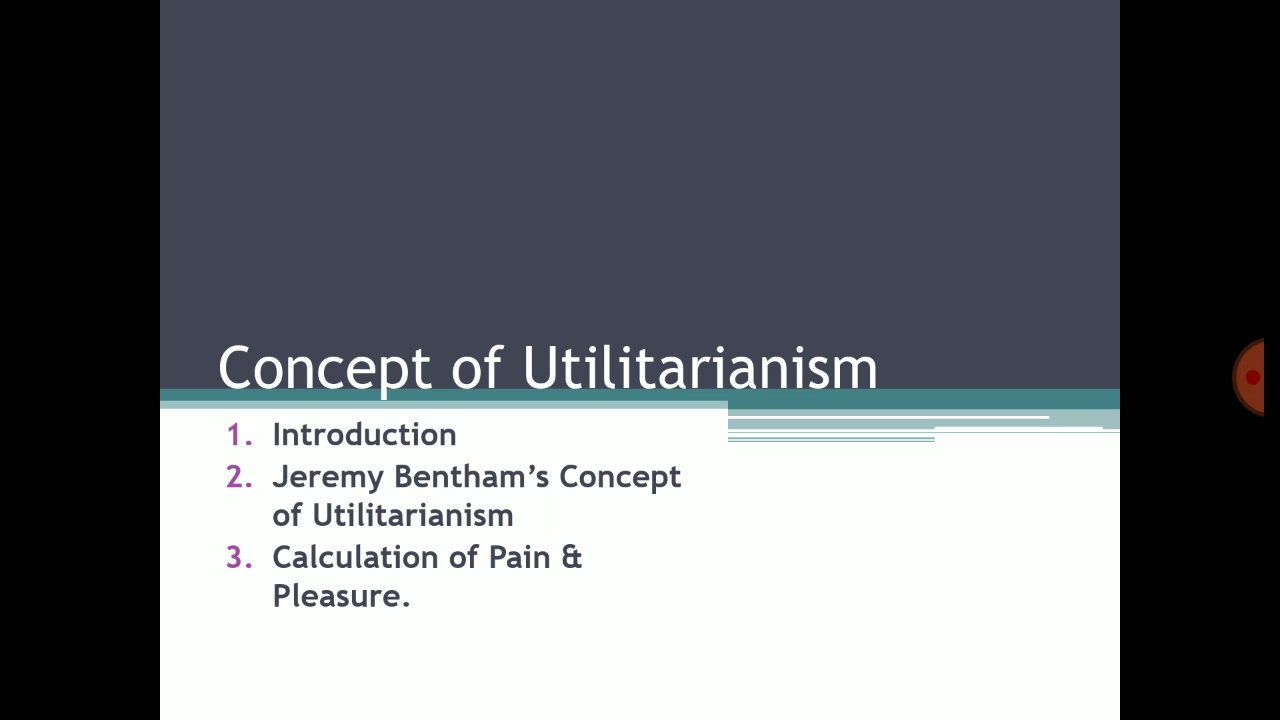 Concept of Utilitarianism
1. Introduction
2. Jeremy Bentham’s Concept
of Utilitarianism
3. Calculation of Pain &
Pleasure.